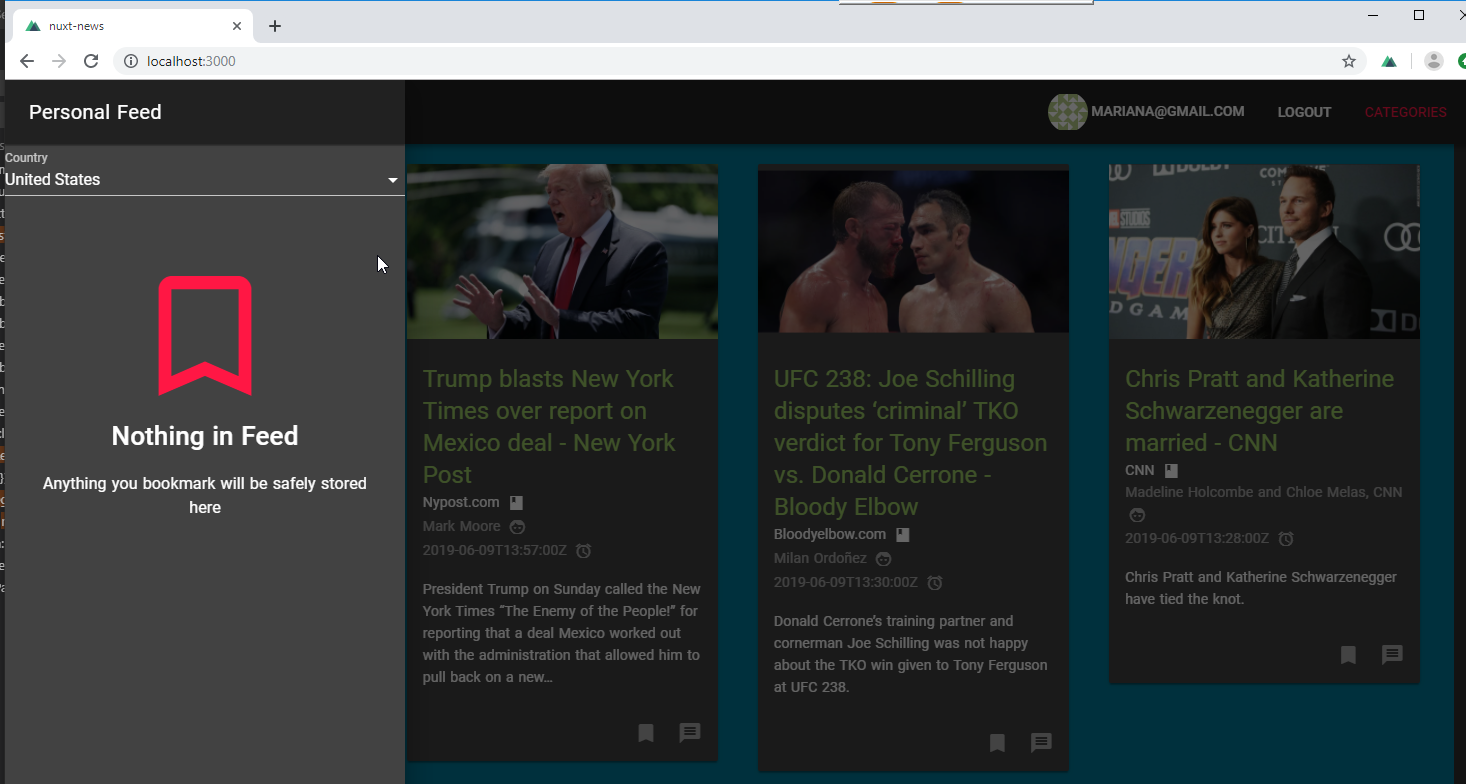 nuxt-news
localhost:3000
Personal Feed
MARIANA@GMAIL.COM
LOGOUT
CATEGORIES
Country
United States
Nothing in Feed
Anything you bookmark will be safely stored
here
Trump blasts New York
Times over report on
Mexico deal - New York
Post
Nypost.com
Mark Moore
2019-06-09T13:57:00Z
President Trump on Sunday called the New
York Times “The Enemy of the People!” for
reporting that a deal Mexico worked out
with the administration that allowed him to
pull back on a new…
UFC 238: Joe Schilling
disputes ‘criminal’ TKO
verdict for Tony Ferguson
vs. Donald Cerrone -
Bloody Elbow
Bloodyelbow.com
Milan Ordoñez
2019-06-09T13:30:00Z
Donald Cerrone’s training partner and
cornerman Joe Schilling was not happy
about the TKO win given to Tony Ferguson
at UFC 238.
STUDIOS
Chris Pratt and Katherine
Schwarzenegger are
married - CNN
CNN
Madeline Holcombe and Chloe Melas, CNN
2019-06-09T13:28:00Z
Chris Pratt and Katherine Schwarzenegger
have tied the knot.